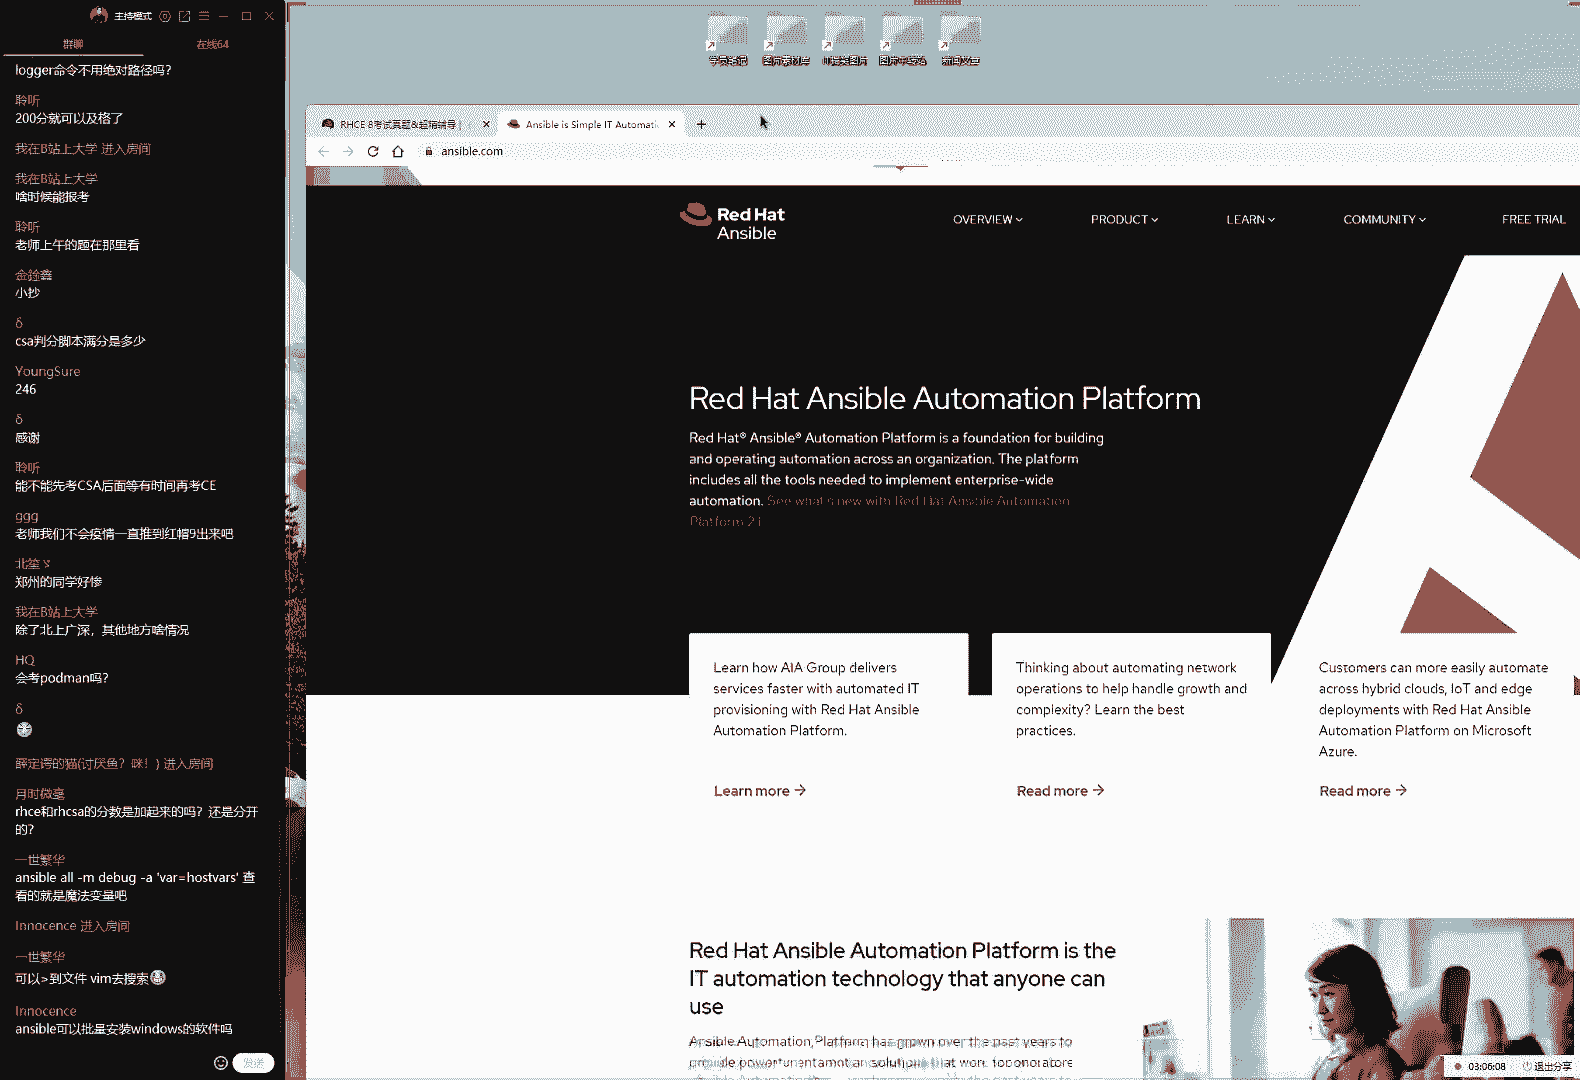 主持模式
群聊
在线64
logger命令不用绝对路径吗?
聆听
200分就可以及格了
我在B站上大学 进入房间
我在B站上大学
啥时候能报考
聆听
老师上午的题在那里看
金銓鑫
小抄
δ
csa判分脚本满分是多少
YoungSure
246
δ
感谢
聆听
能不能先考CSA后面等有时间再考CE
ggg
老师我们不会疫情一直推到红帽9出来吧
郑州的同学好惨
我在B站上大学
除了北上广深，其他地方啥情况
HQ
会考podman吗?
δ
薛定谔的猫(讨厌鱼？咪！) 进入房间
月时微毫
rhce和rhcsa的分数是加起来的吗？还是分开
的?
一世繁华
ansible all -m debug -a 'var=hostvars' 查
看的就是魔法变量吧
Innocence 进入房间
一世繁华
可以>到文件 vim去搜索
Innocence
ansible可以批量安装windows的软件吗
发送
学员笔记
图片素材库
新闻文章
RHCE 8考试真题&超精辅导 |
Ansible is Simple IT Automati
ansible.com
Red Hat
Ansible
OVERVIEW
PRODUCT
LEARN
COMMUNITY
FREE TRIAL
Red Hat Ansible Automation Platform
Red Hat® Ansible® Automation Platform is a foundation for building
and operating automation across an organization. The platform
includes all the tools needed to implement enterprise-wide
automation. See what's new with Red Hat Ansible Automation
Platform 2.1
Learn how AIA Group delivers
services faster with automated IT
provisioning with Red Hat Ansible
Automation Platform.
Learn more →
Thinking about automating network
operations to help handle growth and
complexity? Learn the best
practices.
Read more →
Customers can more easily automate
across hybrid clouds, IoT and edge
deployments with Red Hat Ansible
Automation Platform on Microsoft
Azure.
Read more →
Red Hat Ansible Automation Platform is the
IT automation technology that anyone can
use
Ansible Automation Platform has grown over the past years to
provide powerful automation solutions that work for operators,
03:06:08
退出分享